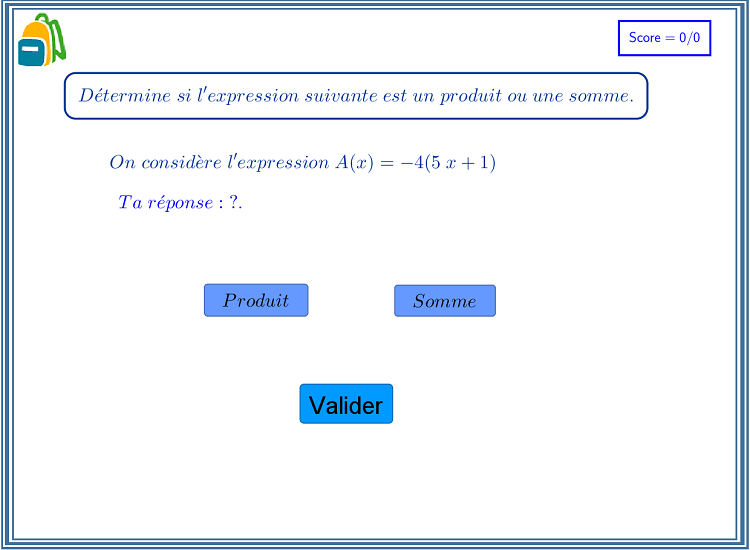 Score = 0/0
Détermine si l'expression suivante est un produit ou une somme.
On considère l'expression A(x) = −4(5 x + 1)
Ta réponse : ?.
Produit
Somme
Valider